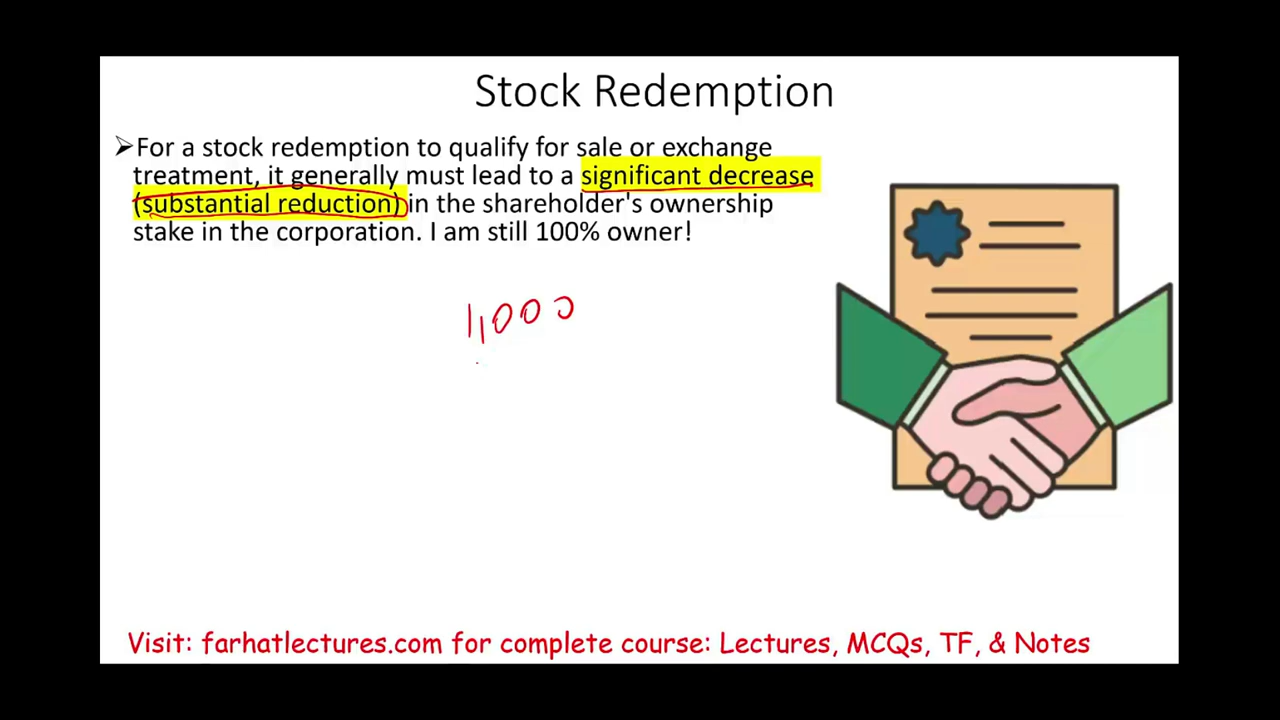 Stock Redemption
➢For a stock redemption to qualify for sale or exchange
treatment, it generally must lead to a significant decrease
(substantial reduction) in the shareholder's ownership
stake in the corporation. I am still 100% owner!
1,000
Visit: farhatlectures.com for complete course: Lectures, MCQs, TF, & Notes